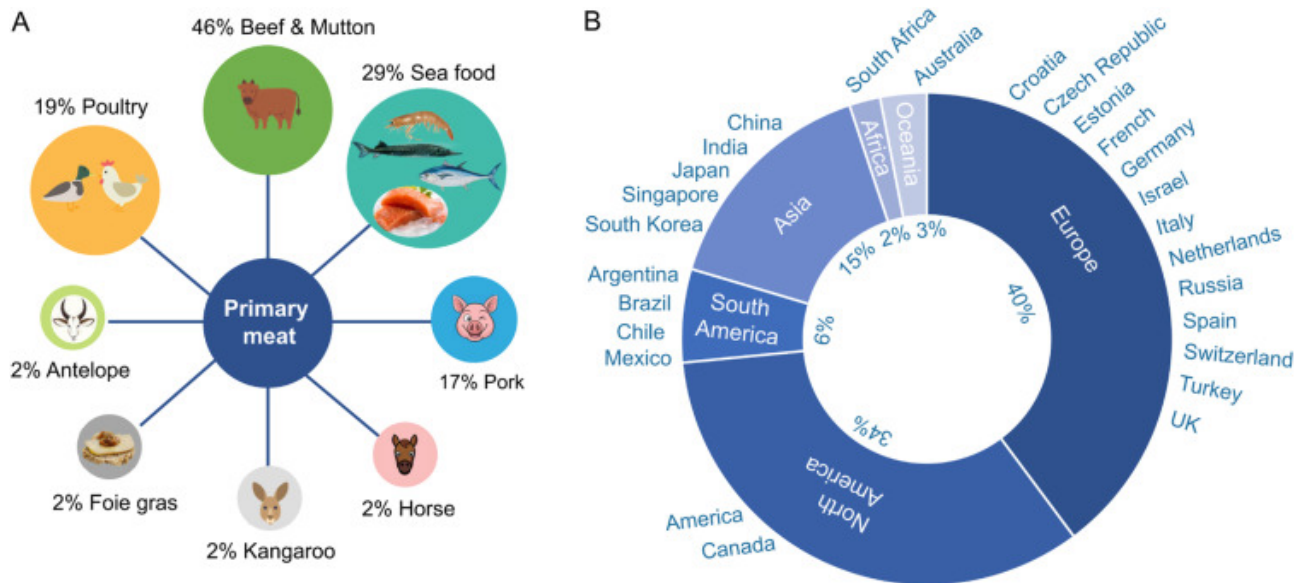 A
46% Beef & Mutton
29% Sea food
19% Poultry
Primary
meat
2% Antelope
17% Pork
2% Foie gras
2% Horse
2% Kangaroo
B
South Africa
Australia
Croatia
Czech Republic
Estonia
French
Germany
Israel
Italy
Netherlands
Russia
Spain
Switzerland
Turkey
UK
China
India
Japan
Singapore
South Korea
Argentina
Brazil
Chile
Mexico
America
Canada
Africa
Oceania
Asia
Europe
South
America
North
America
15%
2%
3%
40%
6%
34%